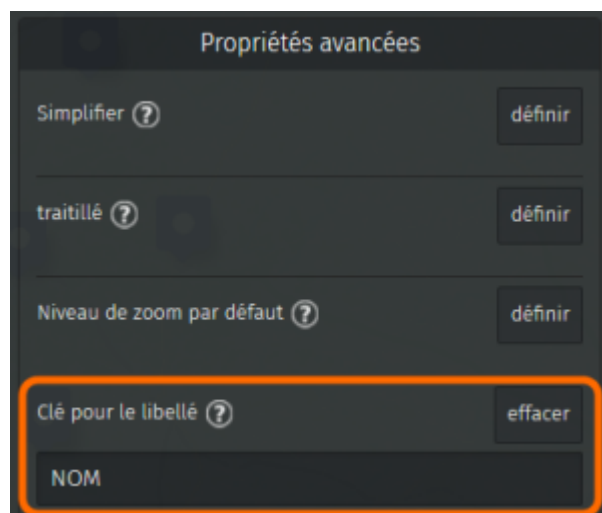 Propriétés avancées
Simplifier ? définir
traitillé ? définir
Niveau de zoom par défaut ? définir
Clé pour le libellé ? effacer
NOM